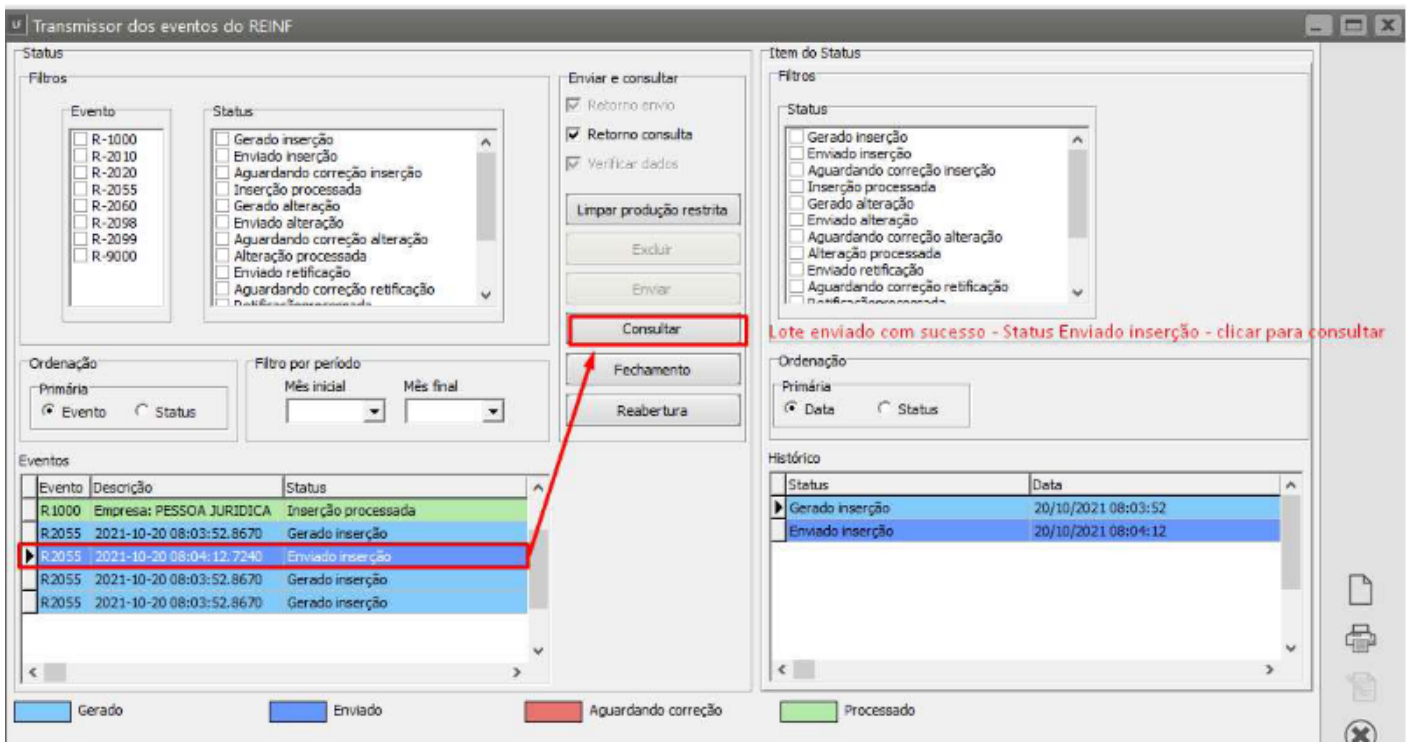 Transmissor dos eventos do REINF
Status
Filtros
Evento
R-1000
R-2010
R-2020
R-2055
R-2060
R-2098
R-2099
R-9000
Status
Gerado inserção
Enviado inserção
Aguardando correção inserção
Inserção processada
Gerado alteração
Enviado alteração
Aguardando correção alteração
Alteração processada
Enviado retificação
Aguardando correção retificação
Enviar e consultar
Retorno envio
Retorno consulta
Verificar dados
Limpar produção restrita
Excluir
Enviar
Consultar
Fechamento
Reabertura
Ordenação
Primária
Evento Status
Filtro por período
Mês inicial Mês final
Eventos
Evento Descrição Status
R1000 Empresa: PESSOA JURIDICA Inserção processada
R2055 2021-10-20 08:03:52.8670 Gerado inserção
R2055 2021-10-20 08:04:12.7240 Enviado inserção
R2055 2021-10-20 08:03:52.8670 Gerado inserção
R2055 2021-10-20 08:03:52.8670 Gerado inserção
Item do Status
Filtros
Status
Gerado inserção
Enviado inserção
Aguardando correção inserção
Inserção processada
Gerado alteração
Enviado alteração
Aguardando correção alteração
Alteração processada
Enviado retificação
Aguardando correção retificação
Lote enviado com sucesso - Status Enviado inserção - clicar para consultar
Ordenação
Primária
Data Status
Histórico
Status Data
Gerado inserção 20/10/2021 08:03:52
Enviado inserção 20/10/2021 08:04:12
Gerado Enviado Aguardando correção Processado